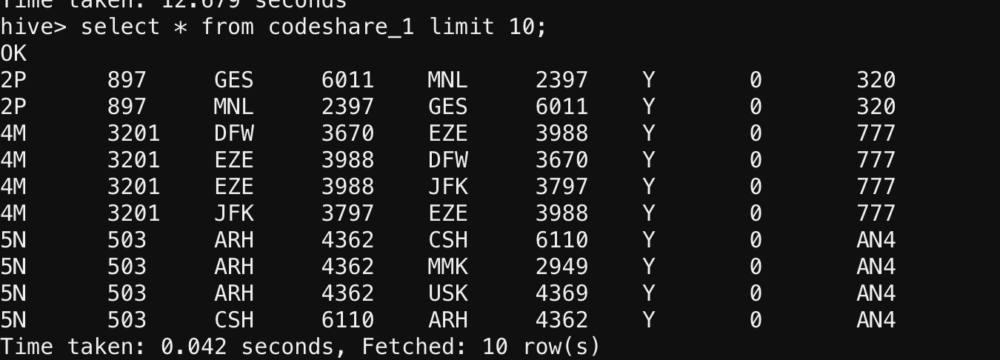 Time taken: 12.679 seconds
hive> select * from codeshare_1 limit 10;
OK
2P 897 GES 6011 MNL 2397 Y 0 320
2P 897 MNL 2397 GES 6011 Y 0 320
4M 3201 DFW 3670 EZE 3988 Y 0 777
4M 3201 EZE 3988 DFW 3670 Y 0 777
4M 3201 EZE 3988 JFK 3797 Y 0 777
4M 3201 JFK 3797 EZE 3988 Y 0 777
5N 503 ARH 4362 CSH 6110 Y 0 AN4
5N 503 ARH 4362 MMK 2949 Y 0 AN4
5N 503 ARH 4362 USK 4369 Y 0 AN4
5N 503 CSH 6110 ARH 4362 Y 0 AN4
Time taken: 0.042 seconds, Fetched: 10 row(s)